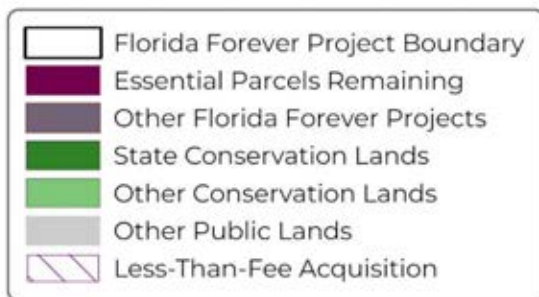 Florida Forever Project Boundary
Essential Parcels Remaining
Other Florida Forever Projects
State Conservation Lands
Other Conservation Lands
Other Public Lands
Less-Than-Fee Acquisition